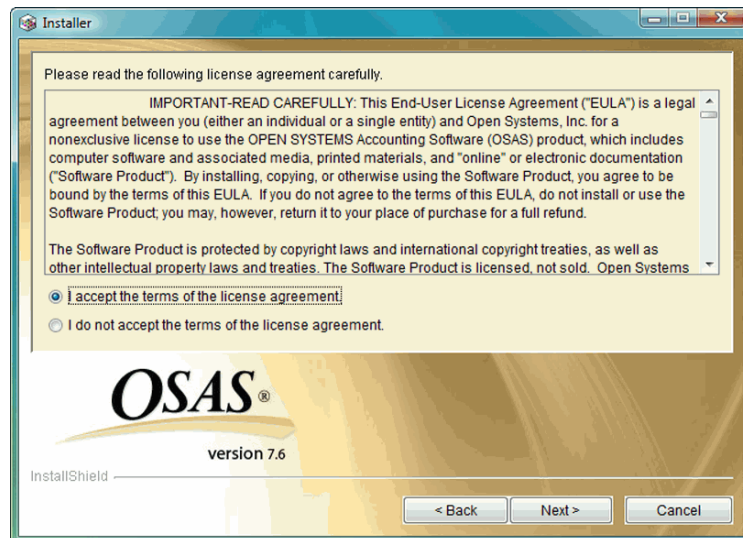 Installer
Please read the following license agreement carefully.
IMPORTANT-READ CAREFULLY: This End-User License Agreement ("EULA") is a legal
agreement between you (either an individual or a single entity) and Open Systems, Inc. for a
nonexclusive license to use the OPEN SYSTEMS Accounting Software (OSAS) product, which includes
computer software and associated media, printed materials, and "online" or electronic documentation
("Software Product"). By installing, copying, or otherwise using the Software Product, you agree to be
bound by the terms of this EULA. If you do not agree to the terms of this EULA, do not install or use the
Software Product; you may, however, return it to your place of purchase for a full refund.
The Software Product is protected by copyright laws and international copyright treaties, as well as
other intellectual property laws and treaties. The Software Product is licensed, not sold. Open Systems
I accept the terms of the license agreement.
I do not accept the terms of the license agreement.
OSAS®
version 7.6
InstallShield
< Back Next > Cancel